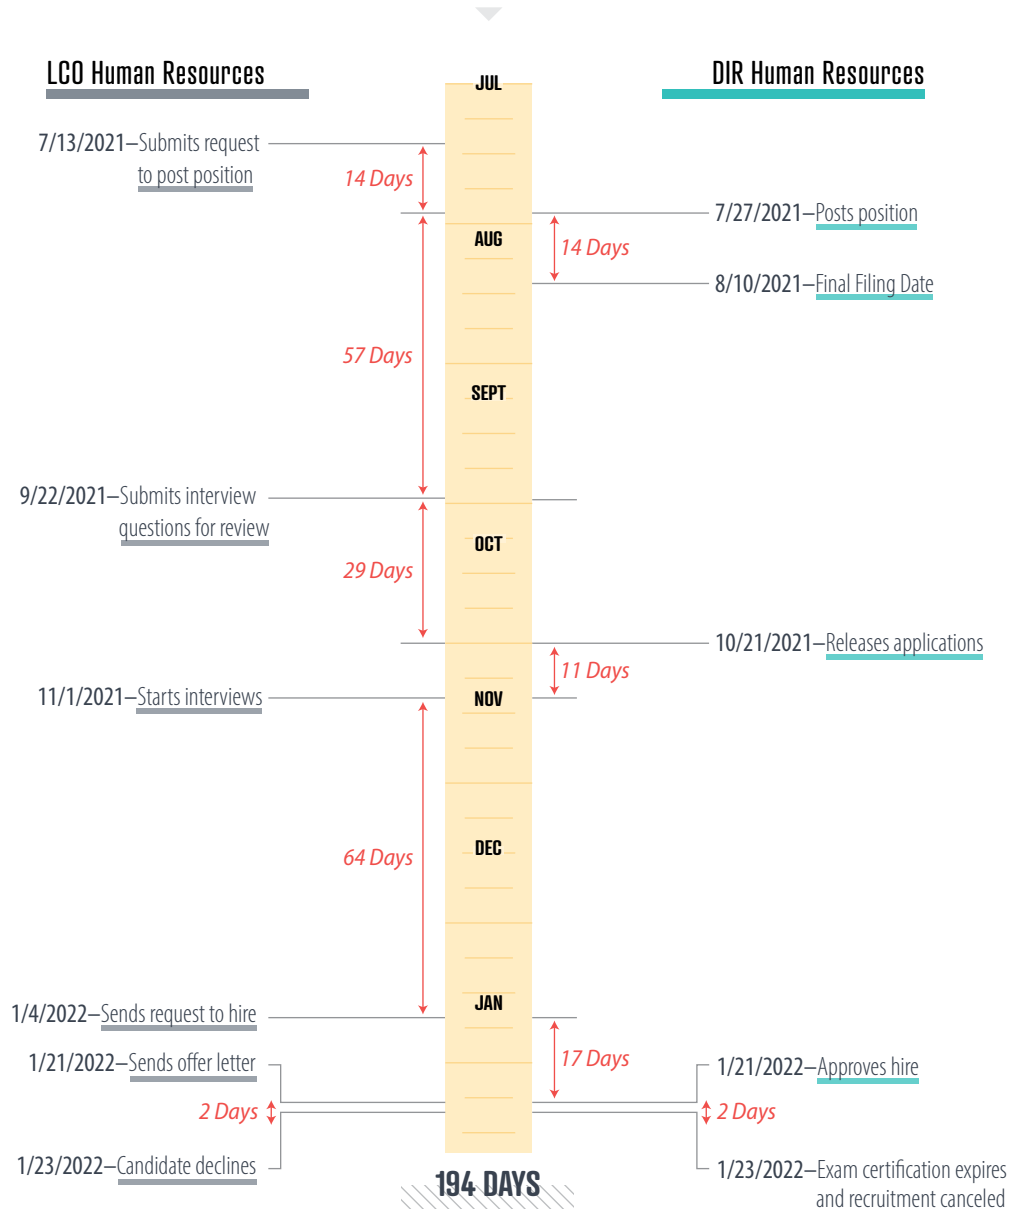 LCO Human Resources
DIR Human Resources
JUL
7/13/2021–Submits request
to post position
14 Days
7/27/2021–Posts position
AUG
14 Days
8/10/2021–Final Filing Date
57 Days
SEPT
9/22/2021–Submits interview
questions for review
OCT
29 Days
10/21/2021–Releases applications
11 Days
11/1/2021–Starts interviews
NOV
DEC
64 Days
JAN
1/4/2022–Sends request to hire
17 Days
1/21/2022–Sends offer letter
1/21/2022–Approves hire
2 Days
2 Days
1/23/2022–Candidate declines
1/23/2022–Exam certification expires
and recruitment canceled
194 DAYS